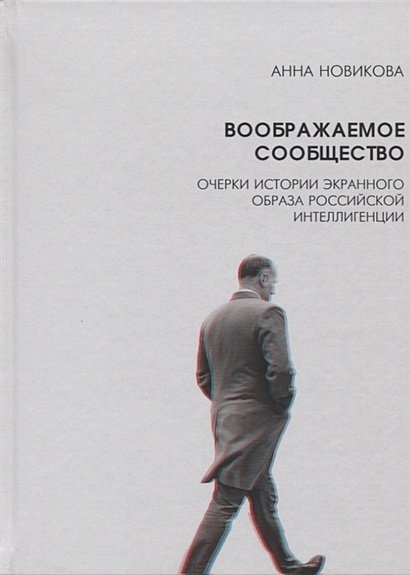 АННА НОВИКОВА
ВООБРАЖАЕМОЕ
СООБЩЕСТВО
ОЧЕРКИ ИСТОРИИ ЭКРАННОГО
ОБРАЗА РОССИЙСКОЙ
ИНТЕЛЛИГЕНЦИИ